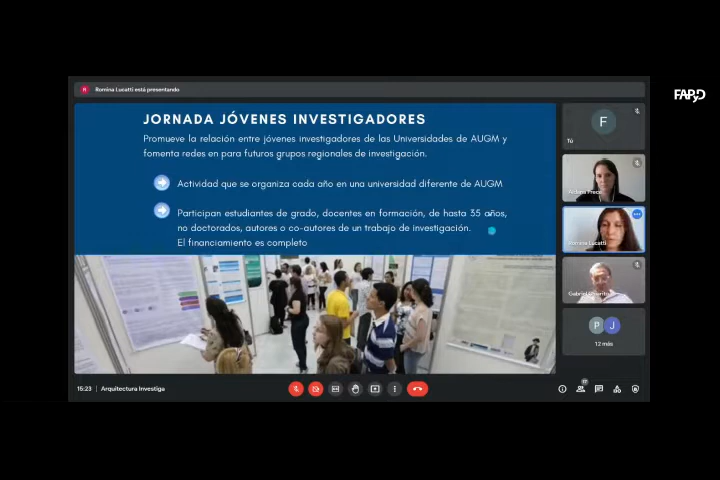 FAPyD
R
Romina Lucatti está presentando
JORNADA JÓVENES INVESTIGADORES
Promueve la relación entre jóvenes investigadores de las Universidades de AUGM y
fomenta redes en para futuros grupos regionales de investigación.
Actividad que se organiza cada año en una universidad diferente de AUGM
Participan estudiantes de grado, docentes en formación, de hasta 35 años,
no doctorados, autores o co-autores de un trabajo de investigación.
El financiamiento es completo
F
Tú
Romina Lucatti
Gabriel
P J
12 más
15:23 | Arquitectura Investiga